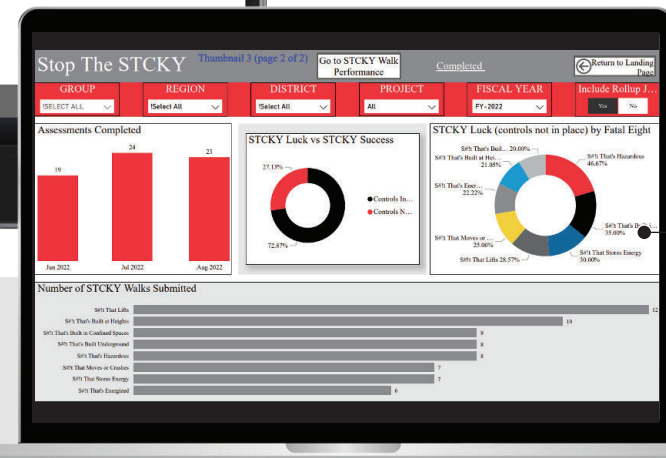 Stop The STCKY
Thumbnail 3 (page 2 of 2)
Go to STCKY Walk
Performance
Completed
Return to Landing
Page
GROUP
REGION
DISTRICT
PROJECT
FISCAL YEAR
Include Rollup J...
!SELECT ALL
!Select All
!Select All
All
FY-2022
Yes
No
Assessments Completed
19
24
23
Jun 2022
Jul 2022
Aug 2022
STCKY Luck vs STCKY Success
27.13%
72.87%
Controls In...
Controls N...
STCKY Luck (controls not in place) by Fatal Eight
S#!t That's Buil... 20.00%
S#!t That's Built at Hei...
21.05%
S#!t That's Ener...
22.22%
S#!t That Moves or ...
25.00%
S#!t That Lifts 28.57%
S#!t That's Hazardous
46.67%
S#!t That's
35.00%
S#!t That Stores Energy
30.00%
Number of STCKY Walks Submitted
S#!t That Lifts
12
S#!t That's Built at Heights
10
S#!t That's Built in Confined Spaces
8
S#!t That's Built Underground
8
S#!t That's Hazardous
8
S#!t That Moves or Crashes
7
S#!t That Stores Energy
7
S#!t That's Energized
6